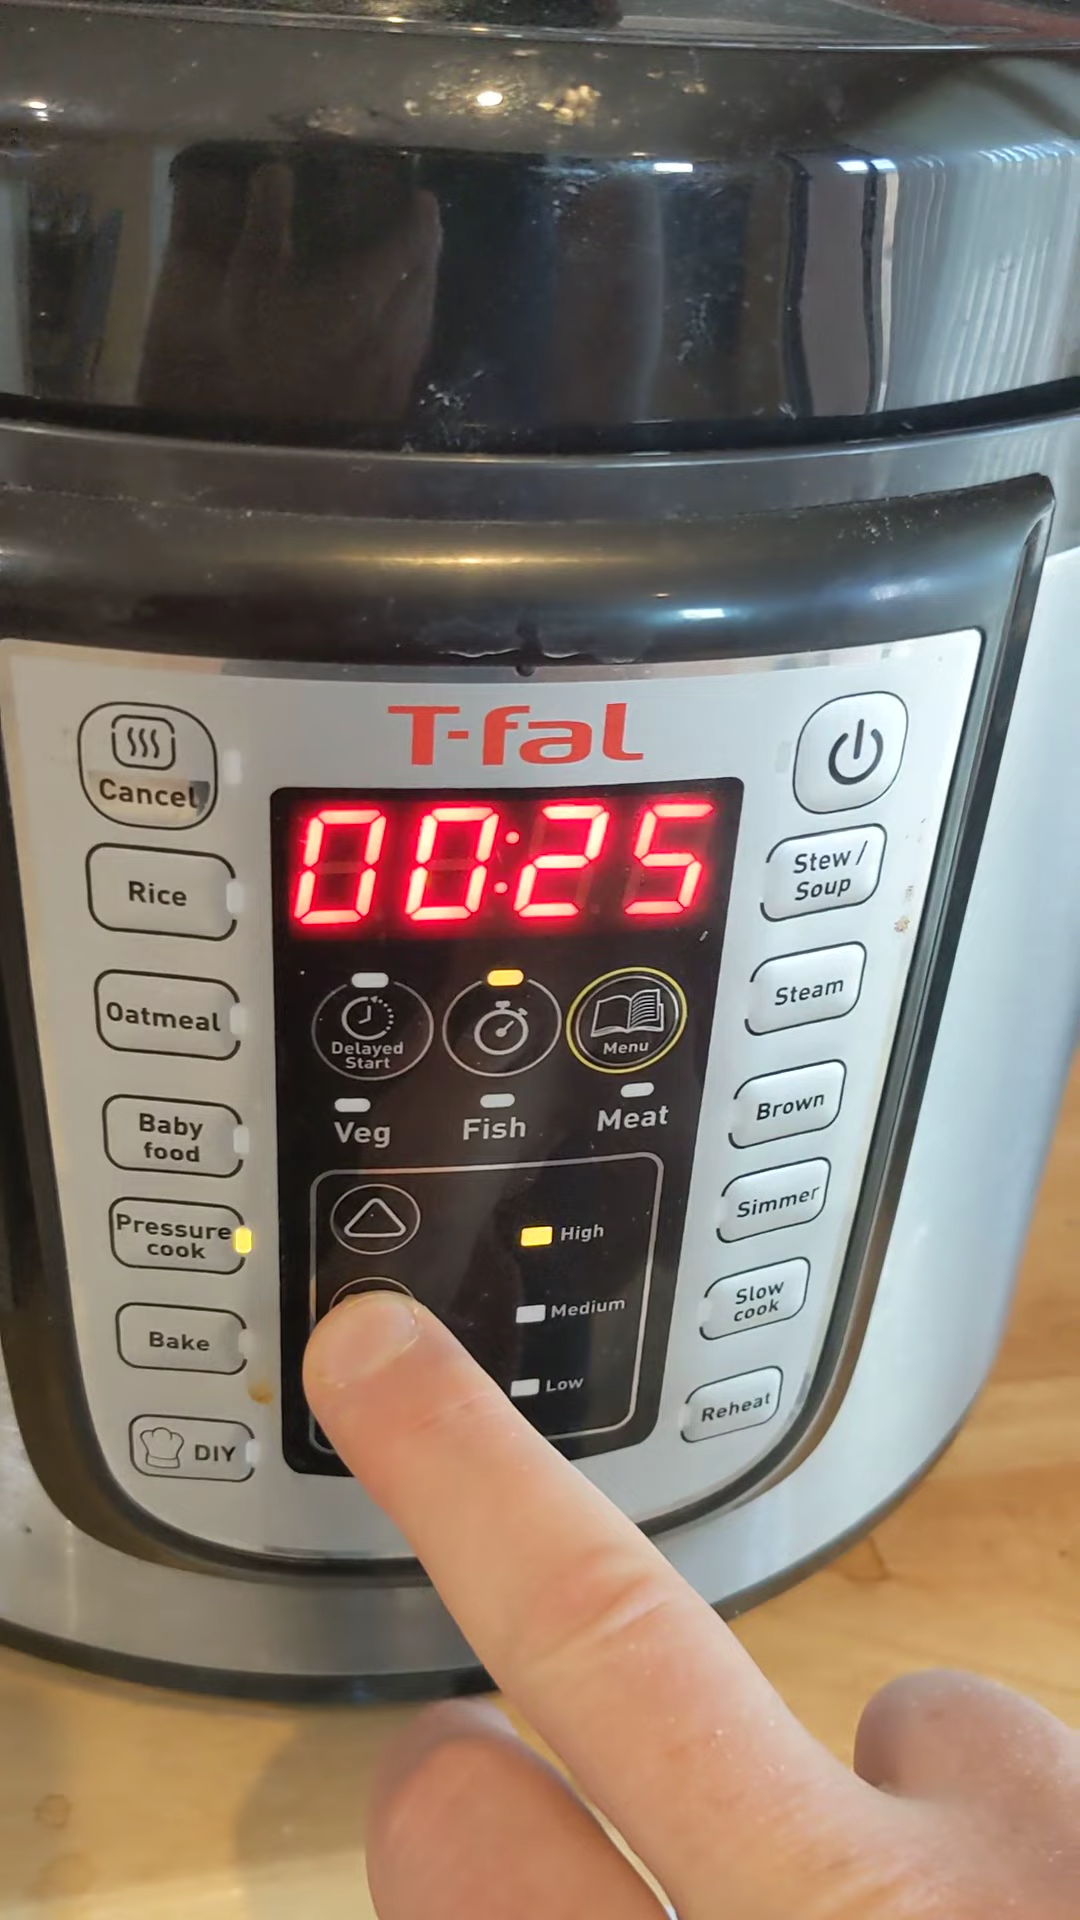 T-fal
Cancel
00:25
Rice
Stew /
Soup
Oatmeal
Delayed
Start
Menu
Steam
Baby
food
Veg
Fish
Meat
Brown
Pressure
cook
High
Simmer
Bake
Medium
Slow
cook
Low
DIY
Reheat